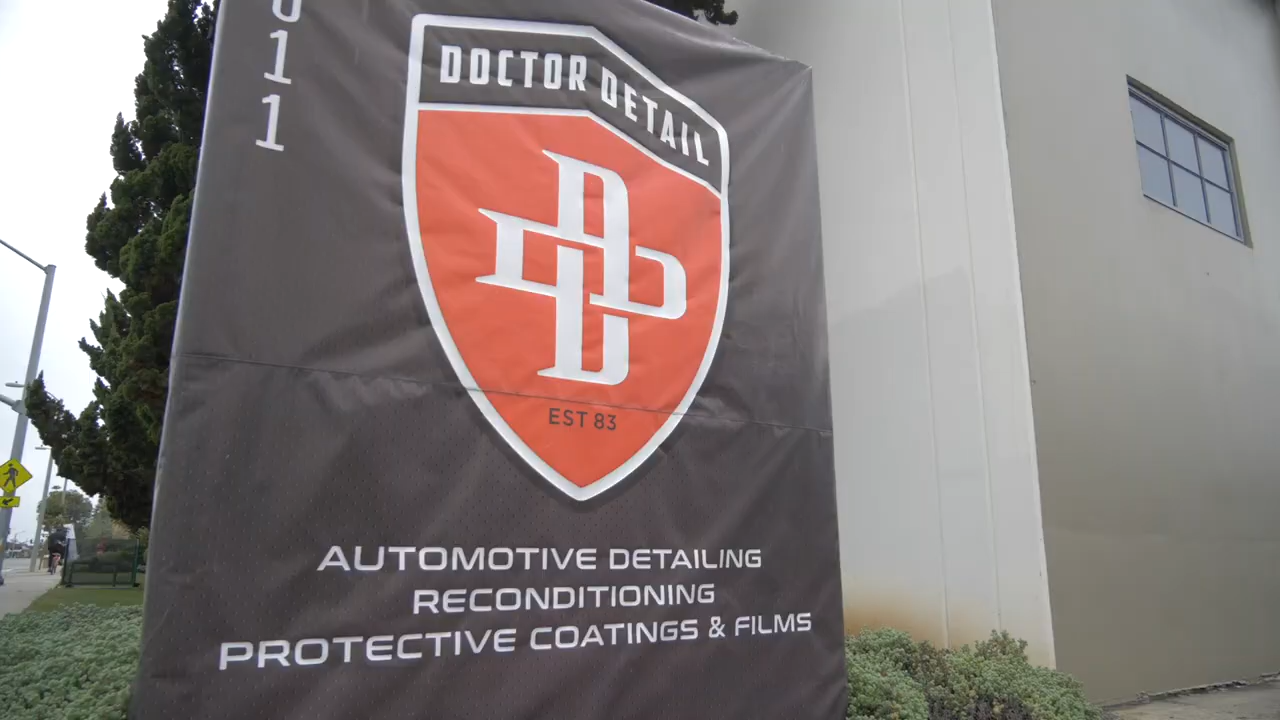 011
DOCTOR DETAIL
DD
EST 83
AUTOMOTIVE DETAILING
RECONDITIONING
PROTECTIVE COATINGS & FILMS